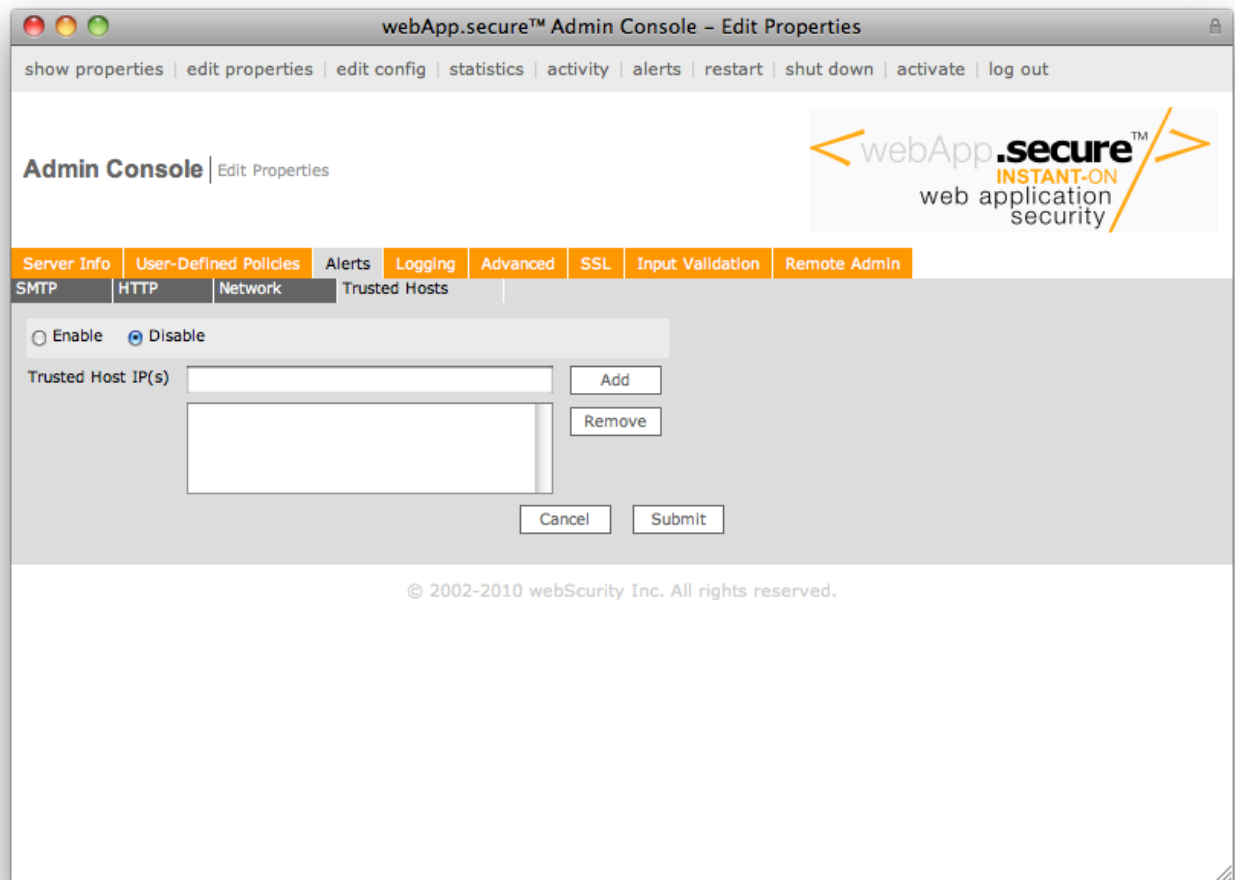 webApp.secure™ Admin Console – Edit Properties
show properties | edit properties | edit config | statistics | activity | alerts | restart | shut down | activate | log out
<webApp.secure™/>
INSTANT-ON
web application
security
Admin Console | Edit Properties
Server Info User-Defined Policies Alerts Logging Advanced SSL Input Validation Remote Admin
SMTP HTTP Network Trusted Hosts
Enable Disable
Trusted Host IP(s) Add
Remove
Cancel Submit
© 2002-2010 webScurity Inc. All rights reserved.